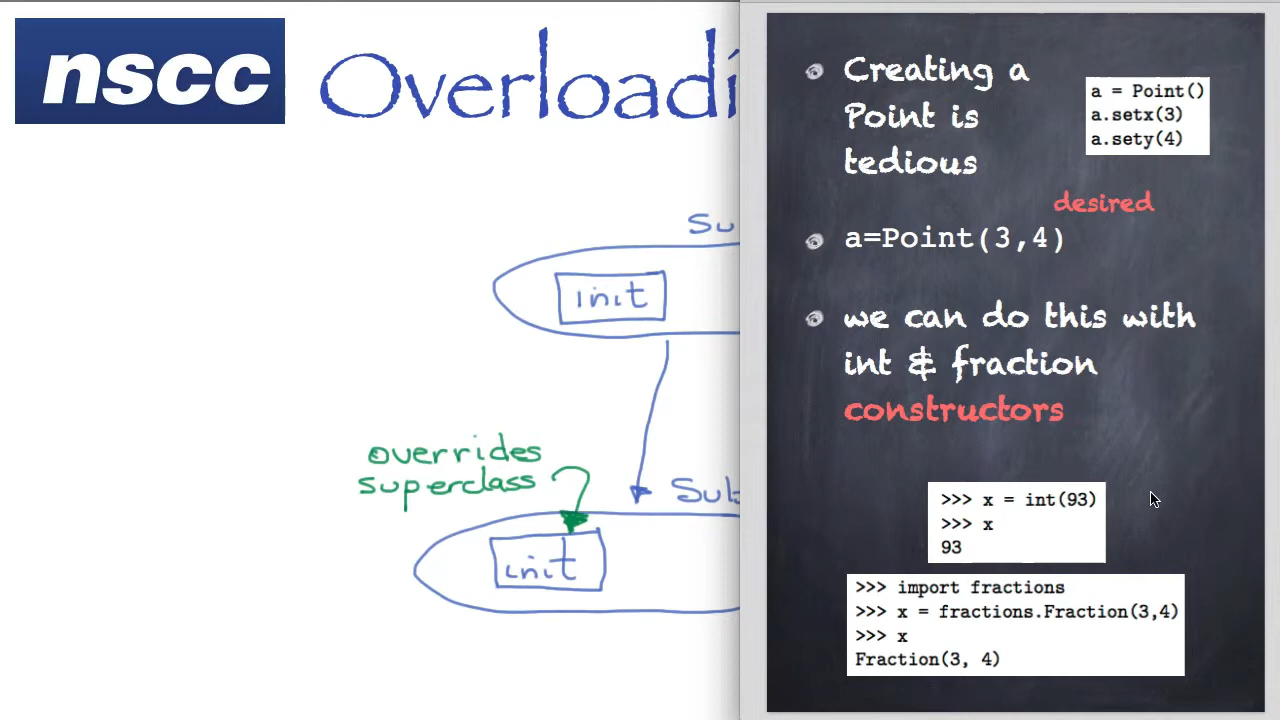 nscc
Overloadi
Su
init
overrides
superclass
Sub
init
Creating a
Point is
tedious
a = Point()
a.setx(3)
a.sety(4)
desired
a=Point(3,4)
we can do this with
int & fraction
constructors
>>> x = int(93)
>>> x
93
>>> import fractions
>>> x = fractions.Fraction(3,4)
>>> x
Fraction(3, 4)